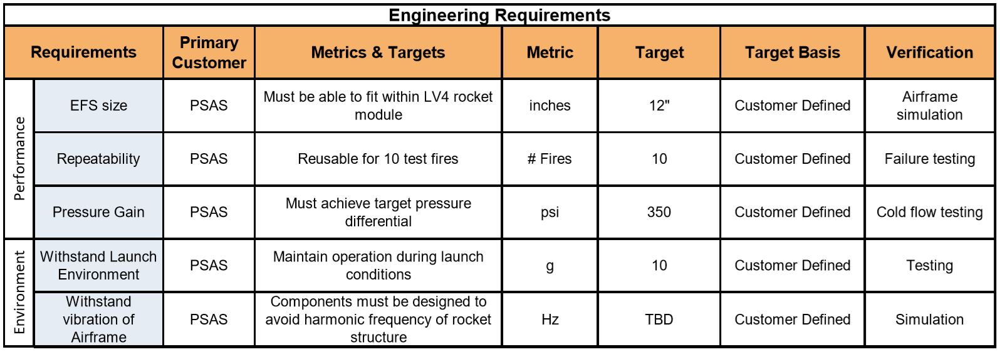 Engineering Requirements
Requirements
Primary
Customer
Metrics & Targets
Metric
Target
Target Basis
Verification
Performance
EFS size
PSAS
Must be able to fit within LV4 rocket
module
inches
12"
Customer Defined
Airframe
simulation
Repeatability
PSAS
Reusable for 10 test fires
# Fires
10
Customer Defined
Failure testing
Pressure Gain
PSAS
Must achieve target pressure
differential
psi
350
Customer Defined
Cold flow testing
Environment
Withstand Launch
Environment
PSAS
Maintain operation during launch
conditions
g
10
Customer Defined
Testing
Withstand
vibration of
Airframe
PSAS
Components must be designed to
avoid harmonic frequency of rocket
structure
Hz
TBD
Customer Defined
Simulation